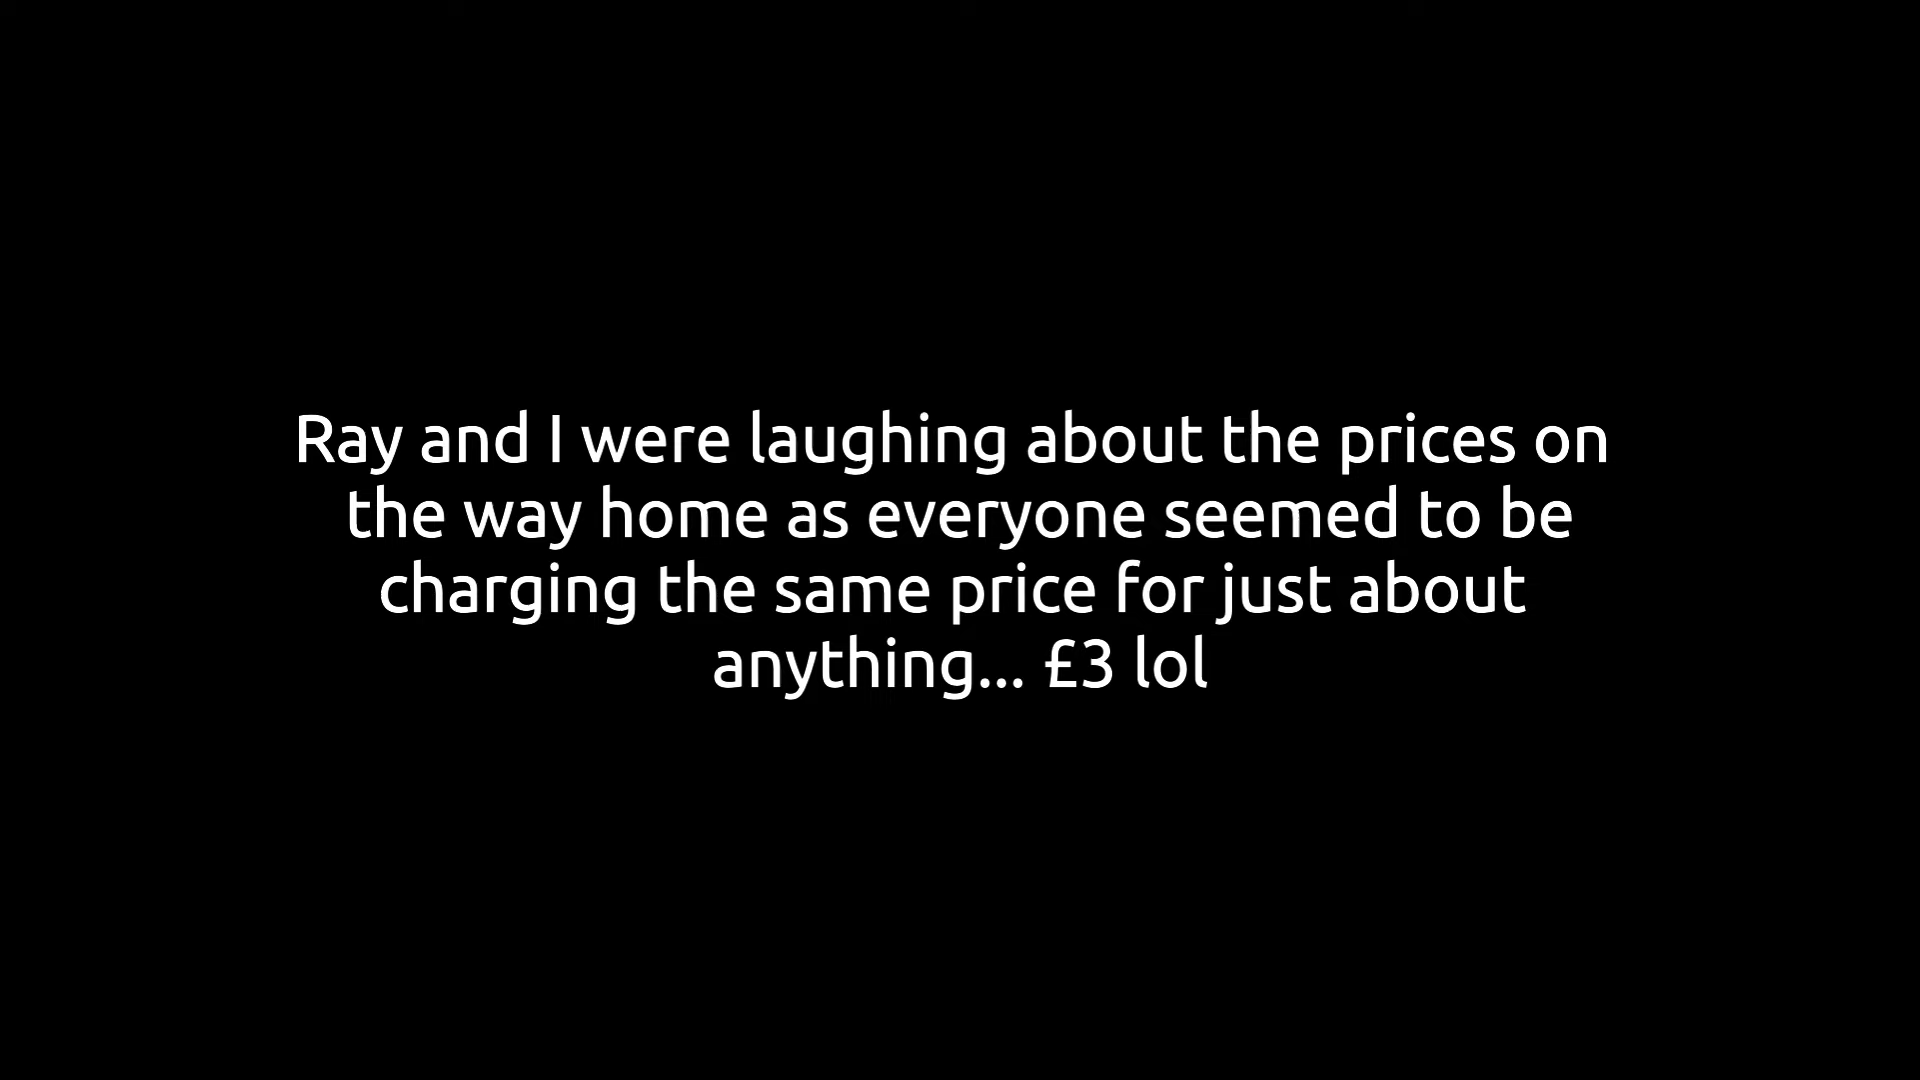 Ray and I were laughing about the prices on
the way home as everyone seemed to be
charging the same price for just about
anything... £3 lol